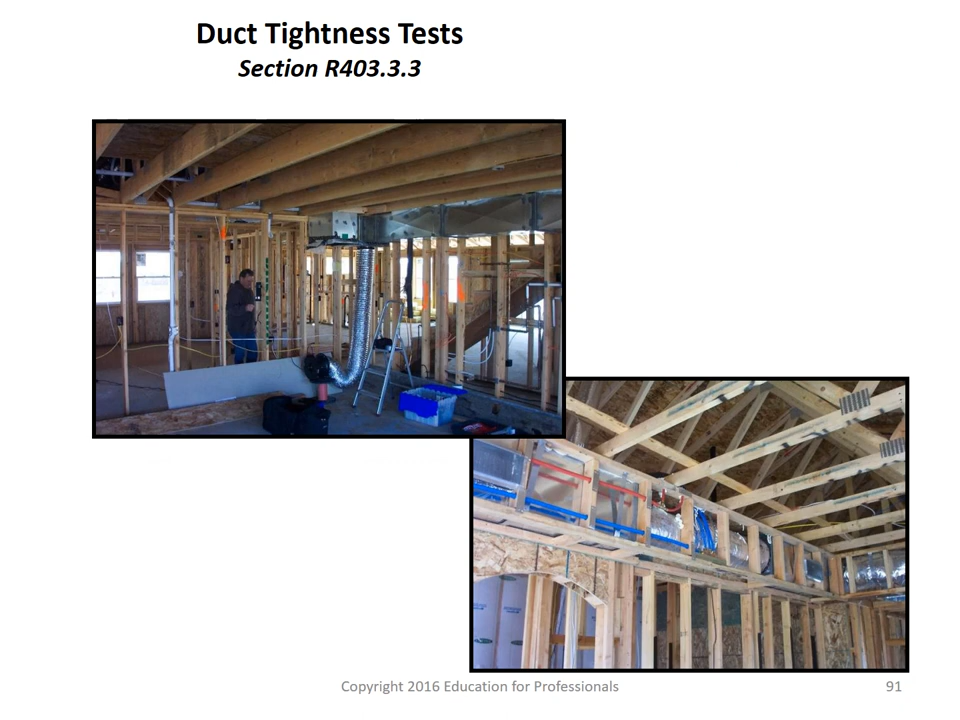 Duct Tightness Tests
Section R403.3.3
Copyright 2016 Education for Professionals
91